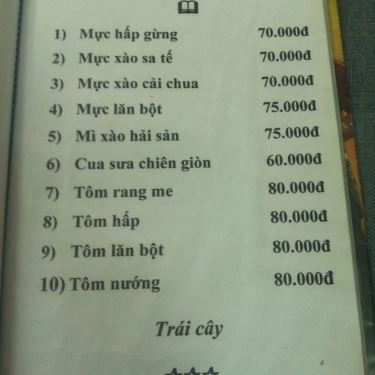 1) Mực hấp gừng 70.000đ
2) Mực xào sa tế 70.000đ
3) Mực xào cải chua 70.000đ
4) Mực lăn bột 75.000đ
5) Mì xào hải sản 75.000đ
6) Cua sưa chiên giòn 60.000đ
7) Tôm rang me 80.000đ
8) Tôm hấp 80.000đ
9) Tôm lăn bột 80.000đ
10) Tôm nướng 80.000đ
Trái cây